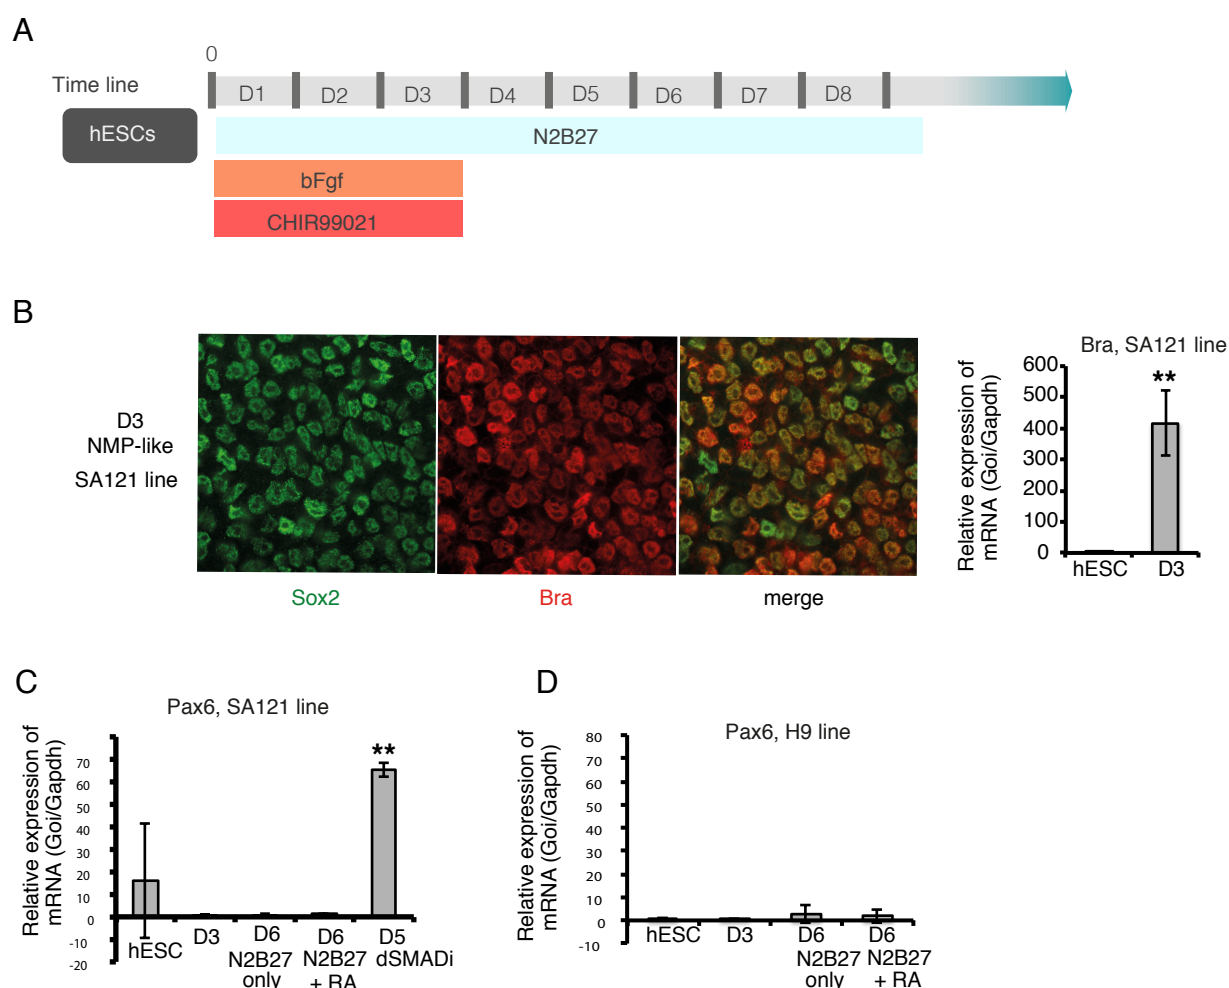 A
0
Time line
D1 D2 D3 D4 D5 D6 D7 D8
hESCs
N2B27
bFgf
CHIR99021
B
D3
NMP-like
SA121 line
Sox2
Bra
merge
Bra, SA121 line
Relative expression of
mRNA (Goi/Gapdh)
600
500
400
300
200
100
0
**
hESC
D3
C
Pax6, SA121 line
Relative expression of
mRNA (Goi/Gapdh)
70
60
50
40
30
20
10
0
-10
-20
**
hESC
D3
D6
N2B27
only
D6
N2B27
+ RA
D5
dSMADi
D
Pax6, H9 line
Relative expression of
mRNA (Goi/Gapdh)
80
70
60
50
40
30
20
10
0
-10
hESC
D3
D6
N2B27
only
D6
N2B27
+ RA